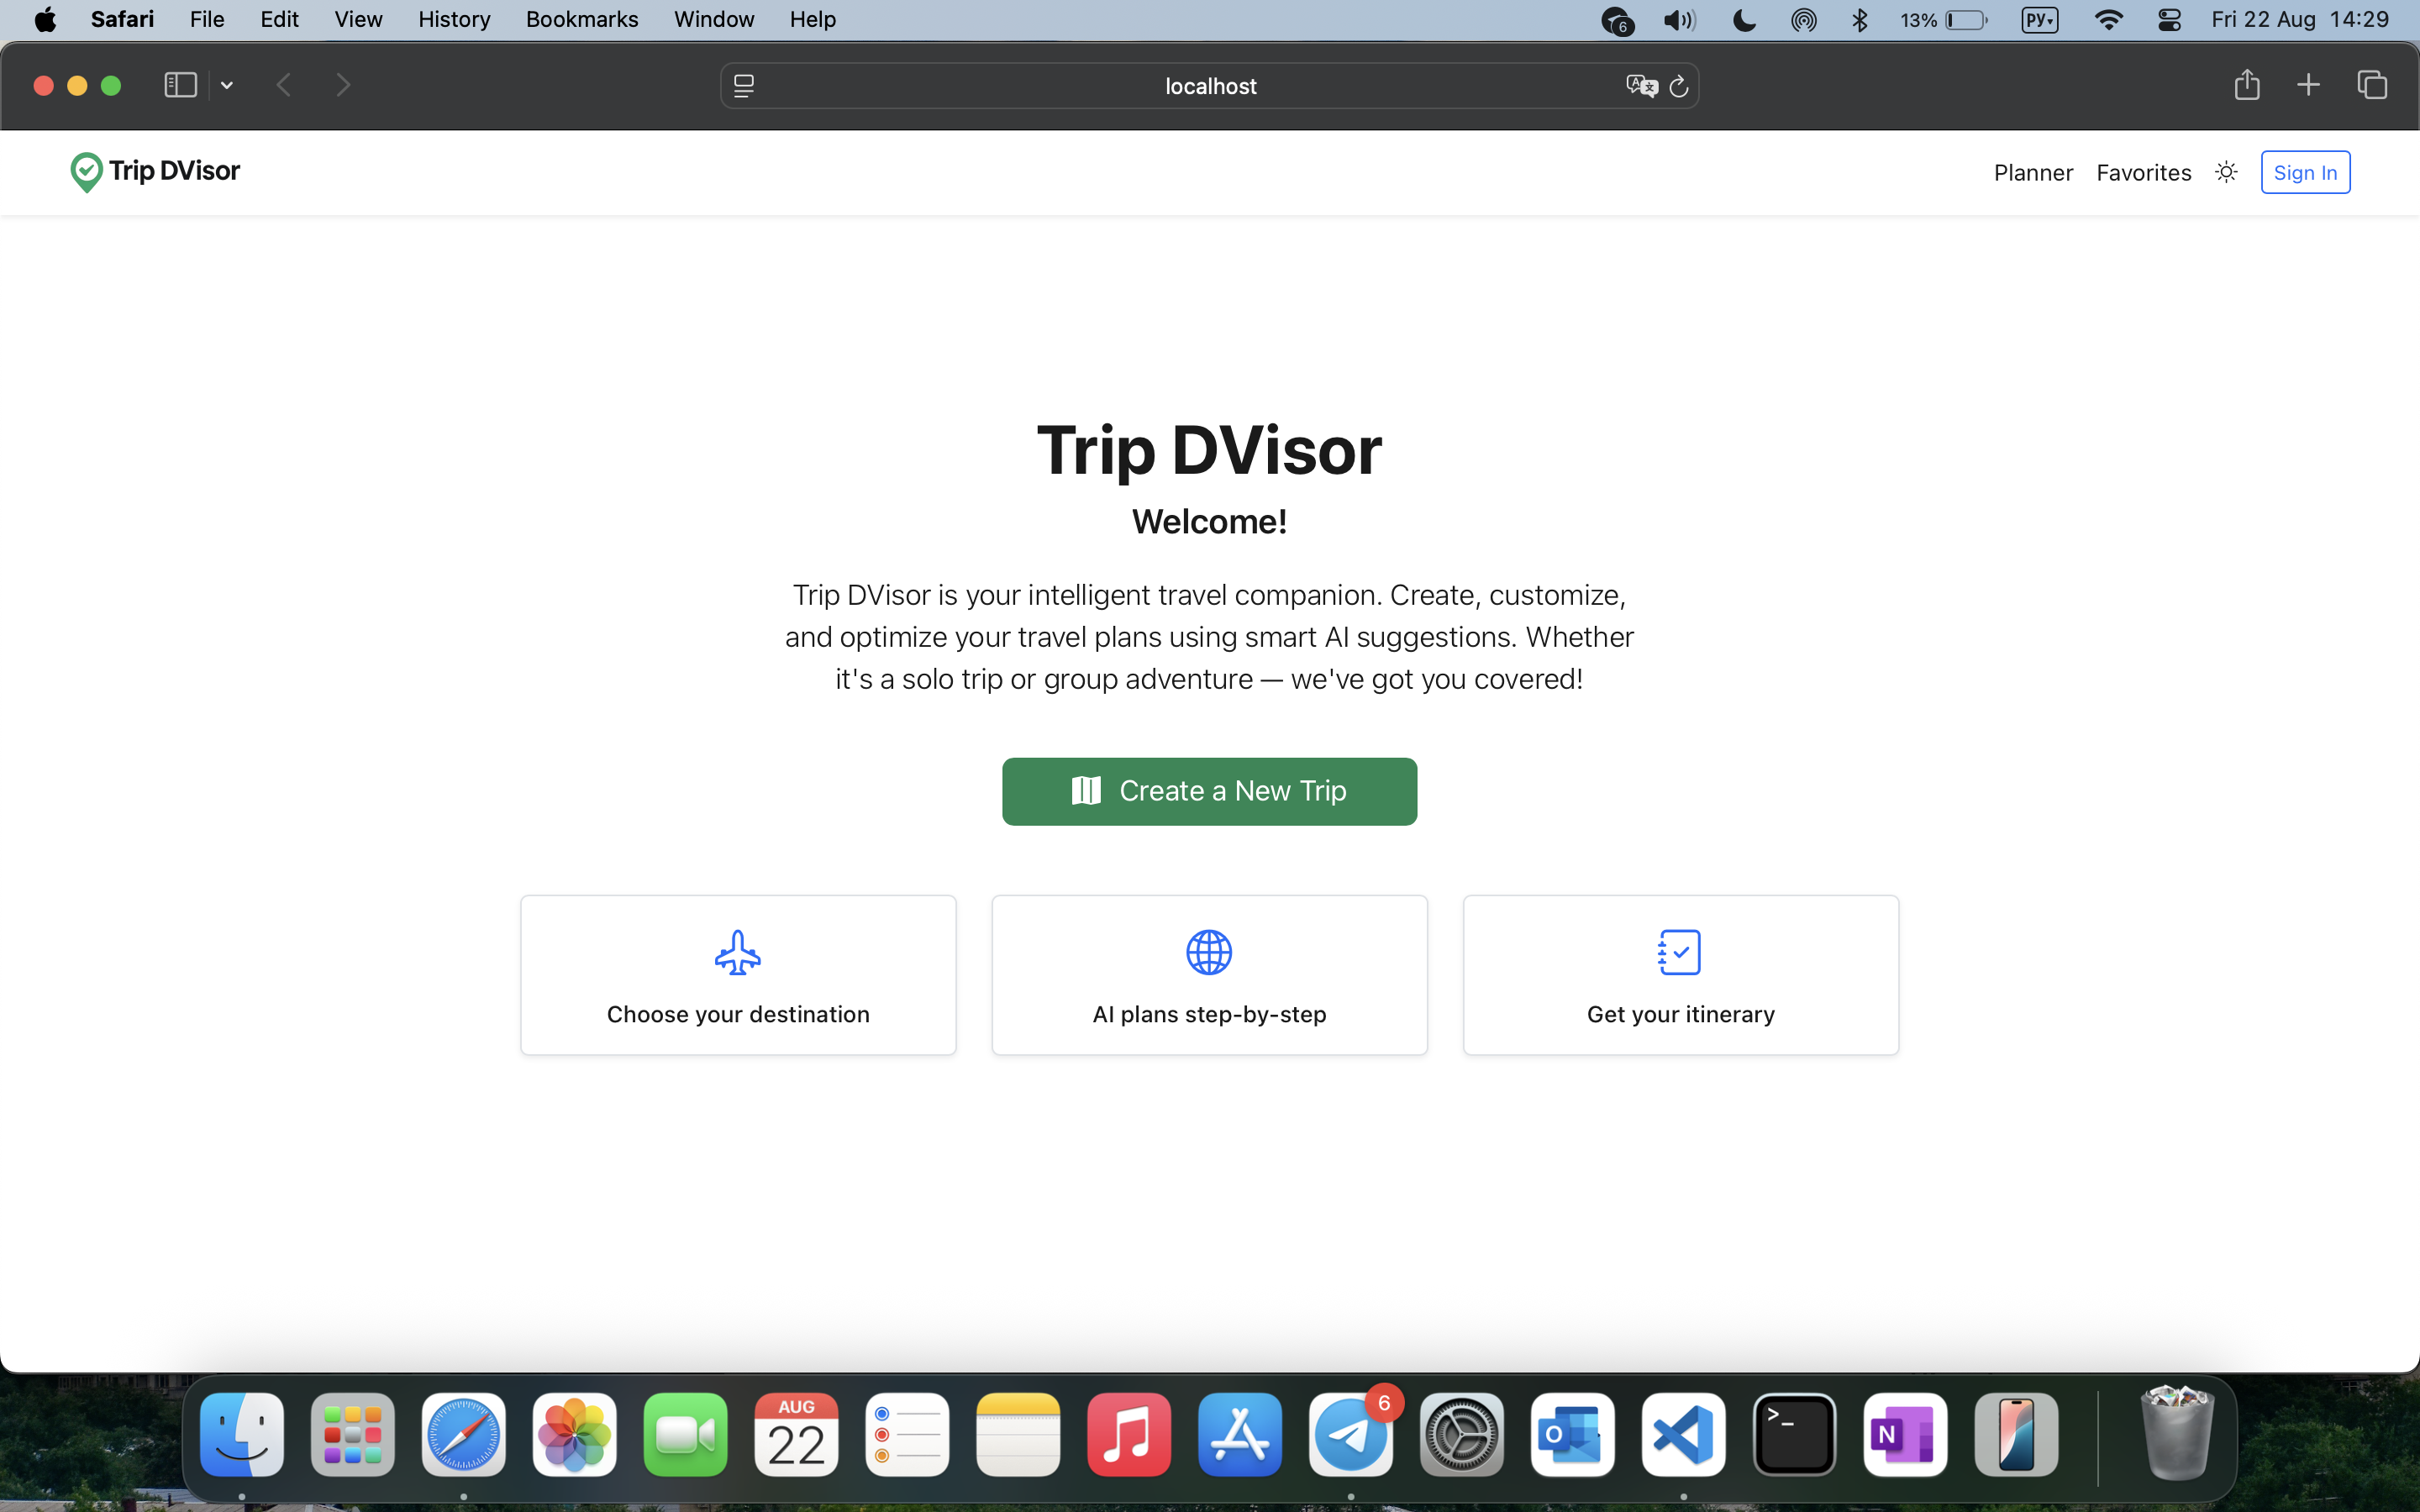 Safari File Edit View History Bookmarks Window Help 6 13% РУ Fri 22 Aug 14:29
localhost
Trip DVisor Planner Favorites Sign In
Trip DVisor
Welcome!
Trip DVisor is your intelligent travel companion. Create, customize,
and optimize your travel plans using smart AI suggestions. Whether
it's a solo trip or group adventure — we've got you covered!
Create a New Trip
Choose your destination AI plans step-by-step Get your itinerary
AUG 6
22 O >_ N